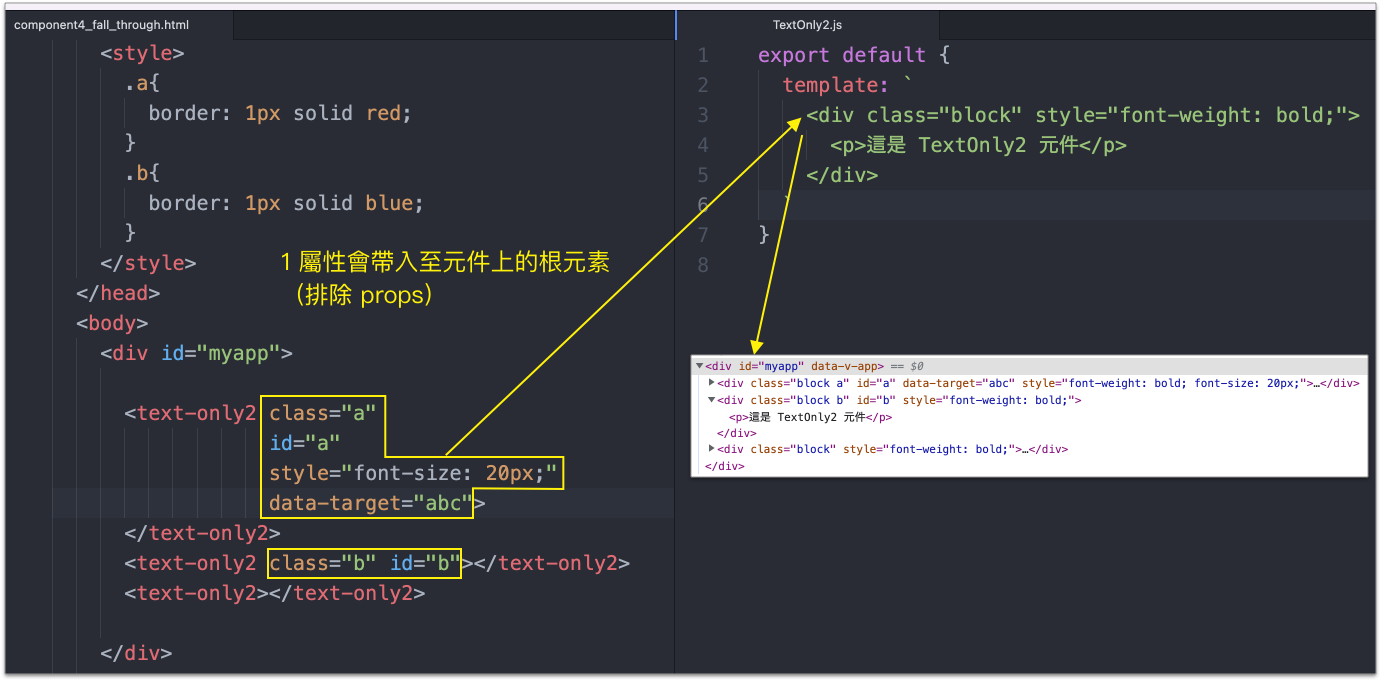 component4_fall_through.html
<style>
.a{
border: 1px solid red;
}
.b{
border: 1px solid blue;
}
</style>
</head>
<body>
<div id="myapp">
<text-only2 class="a"
id="a"
style="font-size: 20px;"
data-target="abc">
</text-only2>
<text-only2 class="b" id="b"></text-only2>
<text-only2></text-only2>
</div>
1 屬性會帶入至元件上的根元素
(排除 props)
TextOnly2.js
1 export default {
2 template: `
3 <div class="block" style="font-weight: bold;">
4 <p>這是 TextOnly2 元件</p>
5 </div>
6 `
7 }
8
▼<div id="myapp" data-v-app> == $0
▶<div class="block a" id="a" data-target="abc" style="font-weight: bold; font-size: 20px;">…</div>
▼<div class="block b" id="b" style="font-weight: bold;">
<p>這是 TextOnly2 元件</p>
</div>
▶<div class="block" style="font-weight: bold;">…</div>
</div>